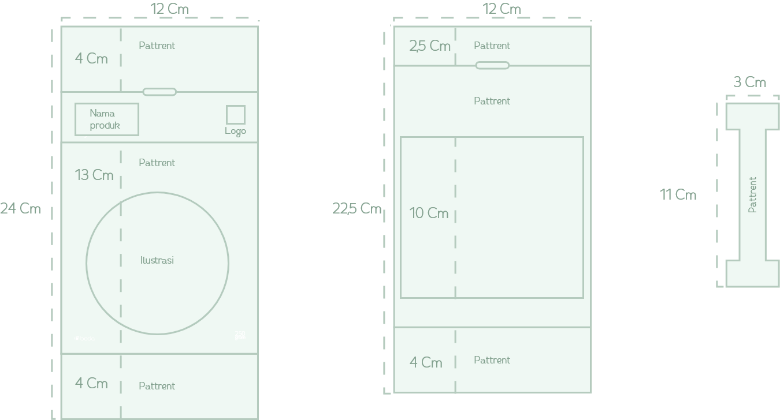 12 Cm
Pattrent
4 Cm
Nama
produk
Logo
Pattrent
13 Cm
24 Cm
Ilustrasi
4 Cm
Pattrent
12 Cm
2,5 Cm
Pattrent
Pattrent
22,5 Cm
10 Cm
4 Cm
Pattrent
3 Cm
11 Cm
Pattrent